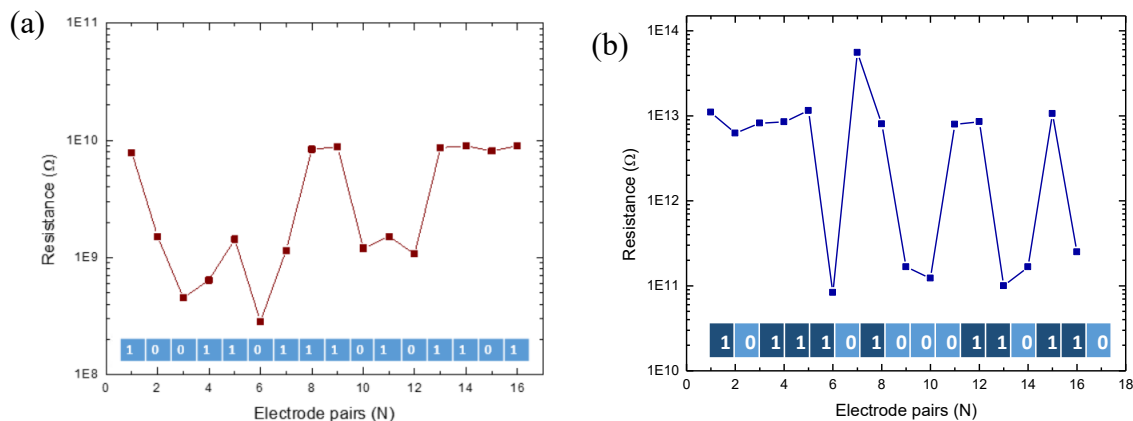 (a)
1E11
1E10
1E9
1E8
Resistance (Ω)
1 0 0 1 1 0 1 1 1 0 1 0 1 1 0 1
0 2 4 6 8 10 12 14 16
Electrode pairs (N)
(b)
1E14
1E13
1E12
1E11
1E10
Resistance (Ω)
1 0 1 1 1 0 1 0 0 0 1 1 0 1 1 0
0 2 4 6 8 10 12 14 16 18
Electrode pairs (N)